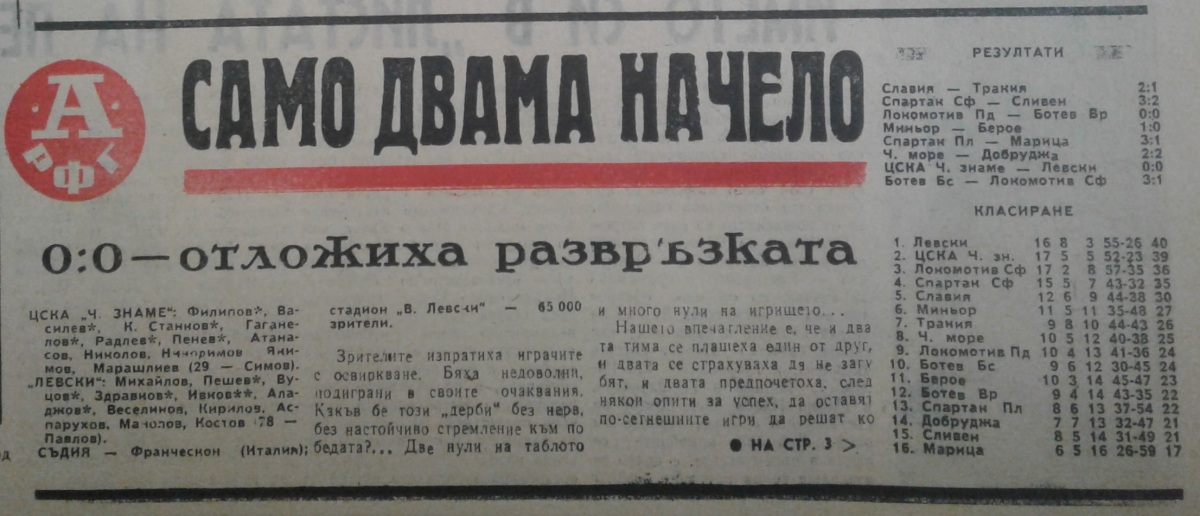 А
РФГ
САМО ДВАМА НАЧЕЛО
0:0 — отложиха развръзката
ЦСКА „Ч. ЗНАМЕ": Филипов*, Ва-
силев*, К. Станков*, Гагане-
лов*, Радлев*, Пенев*, Атана-
сов, Николов, Никодимов, Яки-
мов, Марашлиев (29 — Симов).
„ЛЕВСКИ": Михайлов, Пешев*, Ву-
цов*, Здравков*, Ивков**, Ала-
джов*, Веселинов, Кирилов, Ас-
парухов, Манолов, Костов (78 —
Павлов).
СЪДИЯ — Франческон (Италия);
стадион „В. Левски" — 65 000
зрители.
Зрителите изпратиха играчите
с освиркване. Бяха недоволни,
подиграни в своите очаквания.
Какъв бе този „дерби" без нерв,
без настойчиво стремление към по-
бедата?... Две нули на таблото
и много нули на игрището...
Нашето впечатление е, че и два
та тима се плашеха един от друг,
и двата се страхуваха да не загу
бят, и двата предпочетоха, след
някои опити за успех, да оставят
по-сетнешните игри да решат ко
● НА СТР. 3 >
РЕЗУЛТАТИ
Славия — Тракия 2:1
Спартак Сф — Сливен 3:2
Локомотив Пд — Ботев Вр 0:0
Миньор — Берое 1:0
Спартак Пл — Марица 3:1
Ч. море — Добруджа 2:2
ЦСКА Ч. знаме — Левски 0:0
Ботев Бс — Локомотив Сф 3:1
КЛАСИРАНЕ
1. Левски 16 8 3 55-26 40
2. ЦСКА Ч. зн. 17 5 5 52-23 39
3. Локомотив Сф 17 2 8 57-35 36
4. Спартак Сф 15 5 7 43-32 35
5. Славия 12 6 9 44-38 30
6. Миньор 11 5 11 35-48 27
7. Тракия 9 8 10 44-43 26
8. Ч. море 10 5 12 40-38 25
9. Локомотив Пд 10 4 13 41-36 24
10. Ботев Бс 9 6 12 30-45 24
11. Берое 10 3 14 45-47 23
12. Ботев Вр 9 4 14 43-35 22
13. Спартак Пл 8 6 13 37-54 22
14. Добруджа 7 7 13 32-47 21
15. Сливен 8 5 14 31-49 21
16. Марица 6 5 16 26-59 17